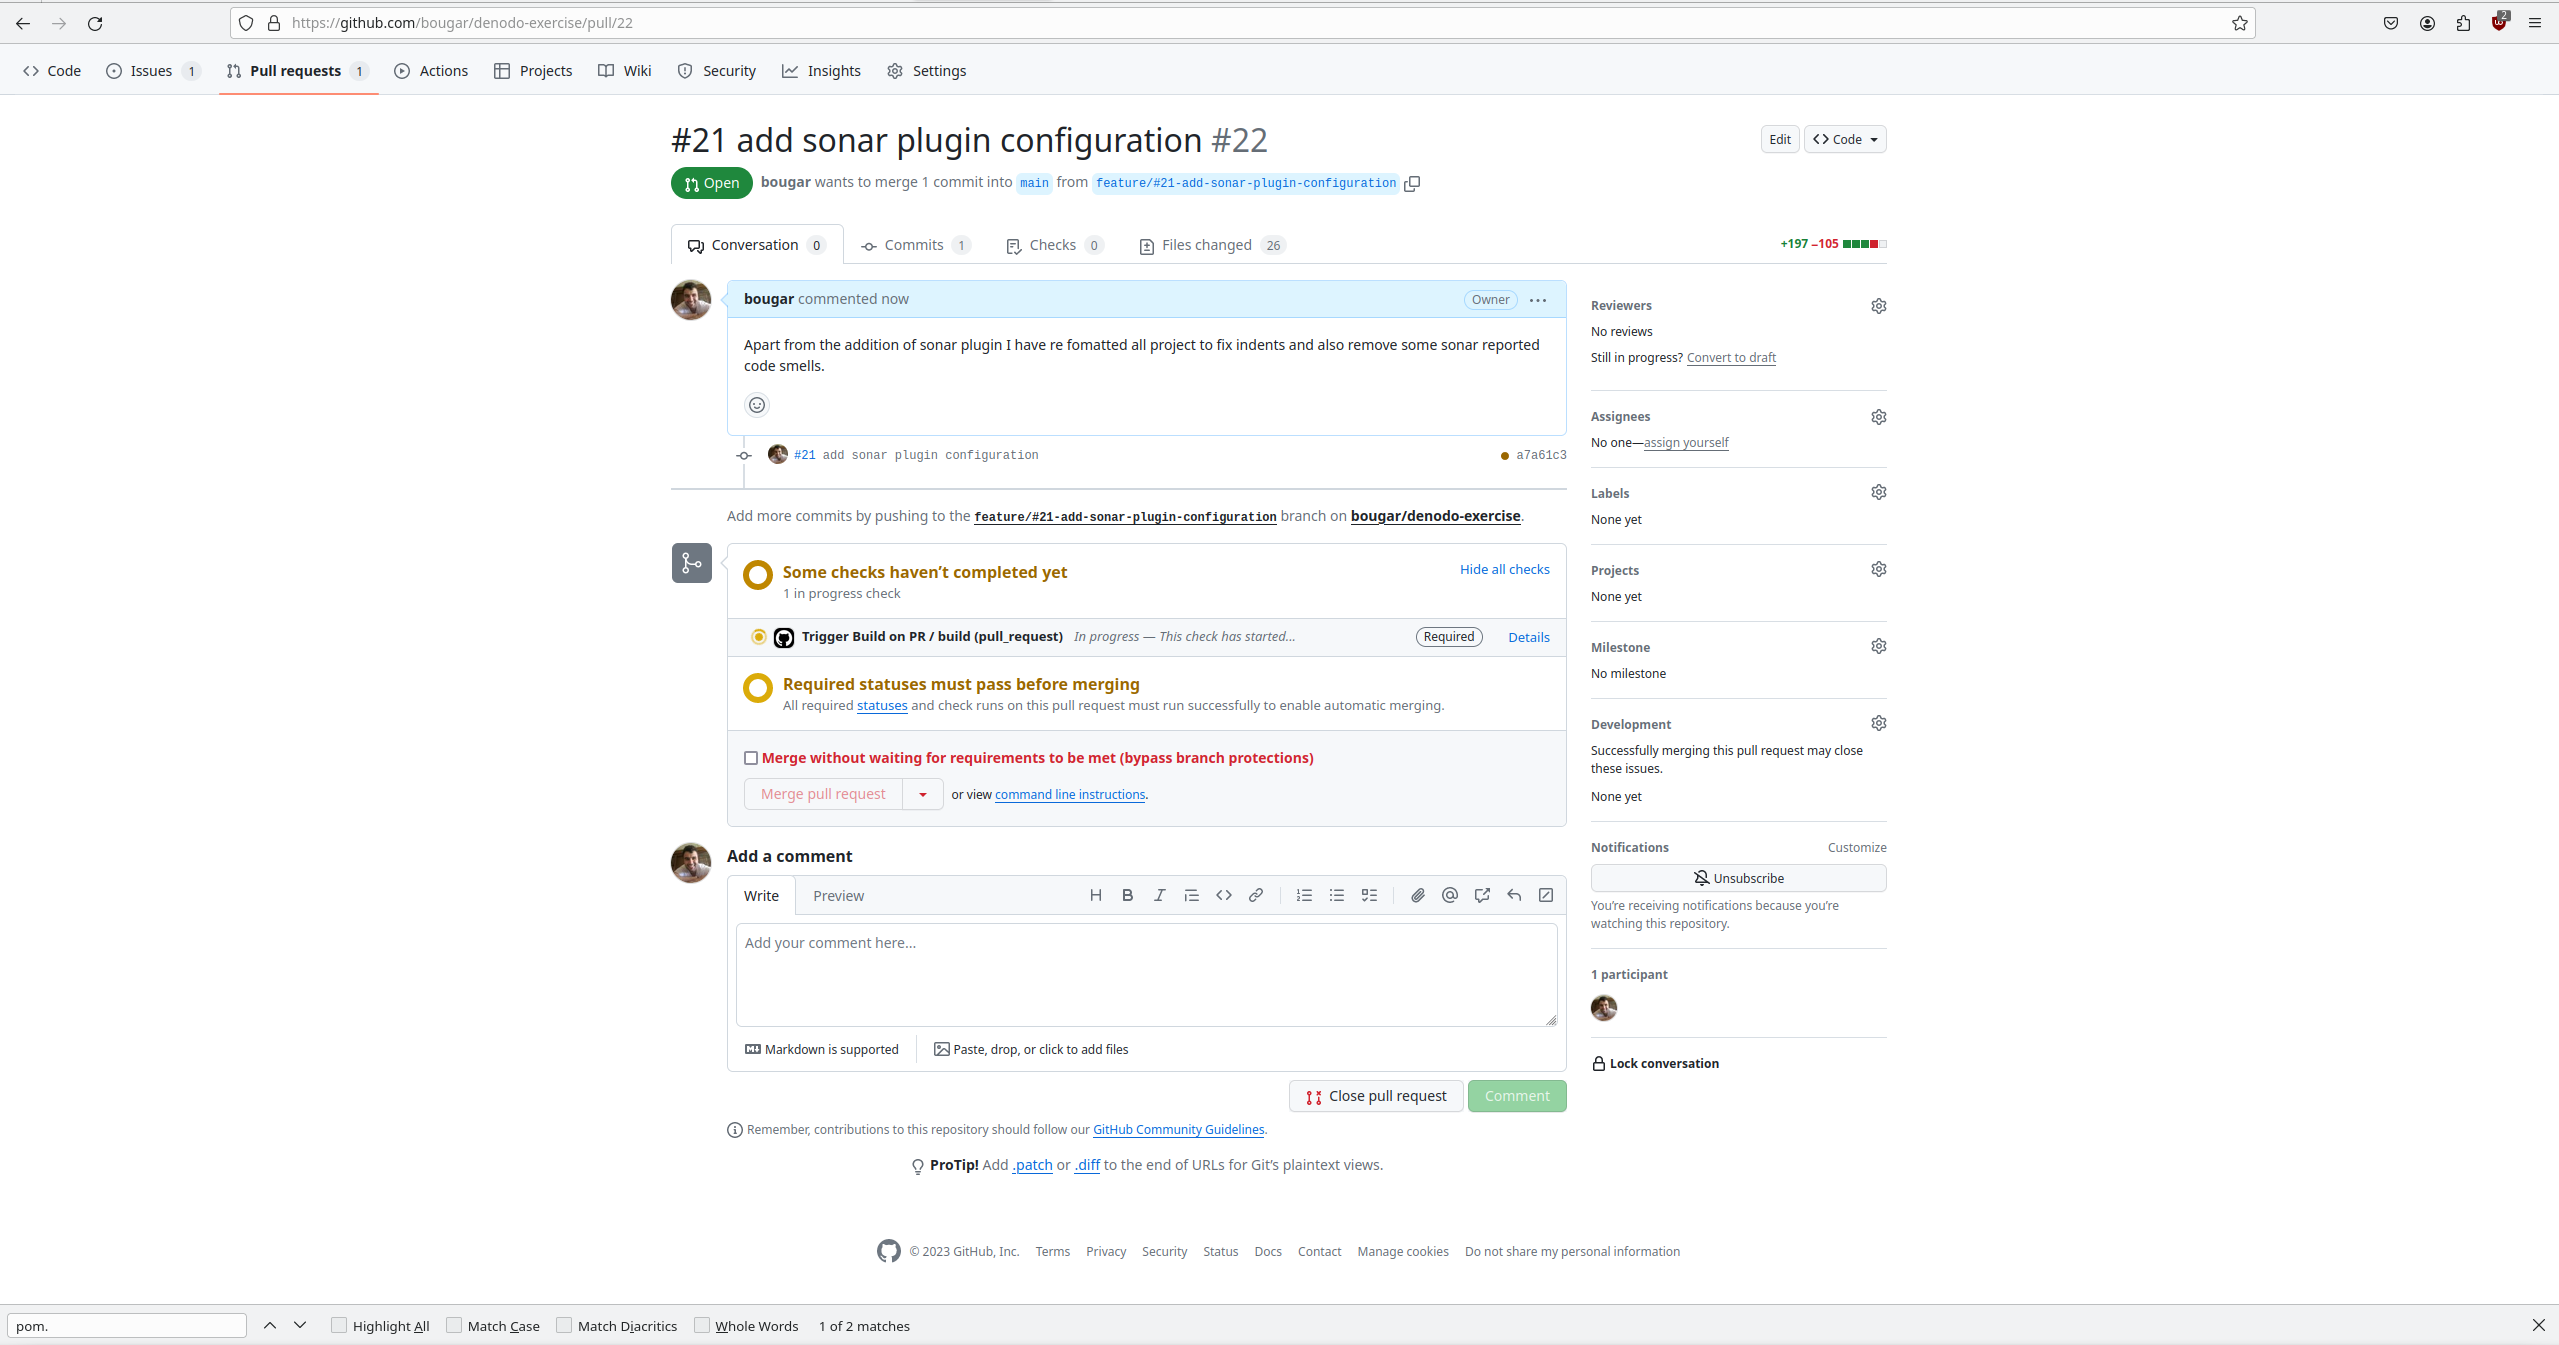 https://github.com/bougar/denodo-exercise/pull/22
2
Code Issues 1 Pull requests 1 Actions Projects Wiki Security Insights Settings
#21 add sonar plugin configuration #22
Edit Code
Open bougar wants to merge 1 commit into main from feature/#21-add-sonar-plugin-configuration
Conversation 0 Commits 1 Checks 0 Files changed 26
+197 −105
bougar commented now Owner
Apart from the addition of sonar plugin I have re fomatted all project to fix indents and also remove some sonar reported
code smells.
#21 add sonar plugin configuration a7a61c3
Add more commits by pushing to the feature/#21-add-sonar-plugin-configuration branch on bougar/denodo-exercise.
Some checks haven’t completed yet Hide all checks
1 in progress check
Trigger Build on PR / build (pull_request) In progress — This check has started... Required Details
Required statuses must pass before merging
All required statuses and check runs on this pull request must run successfully to enable automatic merging.
Merge without waiting for requirements to be met (bypass branch protections)
Merge pull request or view command line instructions.
Add a comment
Write Preview
Add your comment here...
Markdown is supported Paste, drop, or click to add files
Close pull request Comment
Remember, contributions to this repository should follow our GitHub Community Guidelines.
ProTip! Add .patch or .diff to the end of URLs for Git’s plaintext views.
Reviewers
No reviews
Still in progress? Convert to draft
Assignees
No one—assign yourself
Labels
None yet
Projects
None yet
Milestone
No milestone
Development
Successfully merging this pull request may close
these issues.
None yet
Notifications Customize
Unsubscribe
You’re receiving notifications because you’re
watching this repository.
1 participant
Lock conversation
© 2023 GitHub, Inc. Terms Privacy Security Status Docs Contact Manage cookies Do not share my personal information
pom. Highlight All Match Case Match Diacritics Whole Words 1 of 2 matches